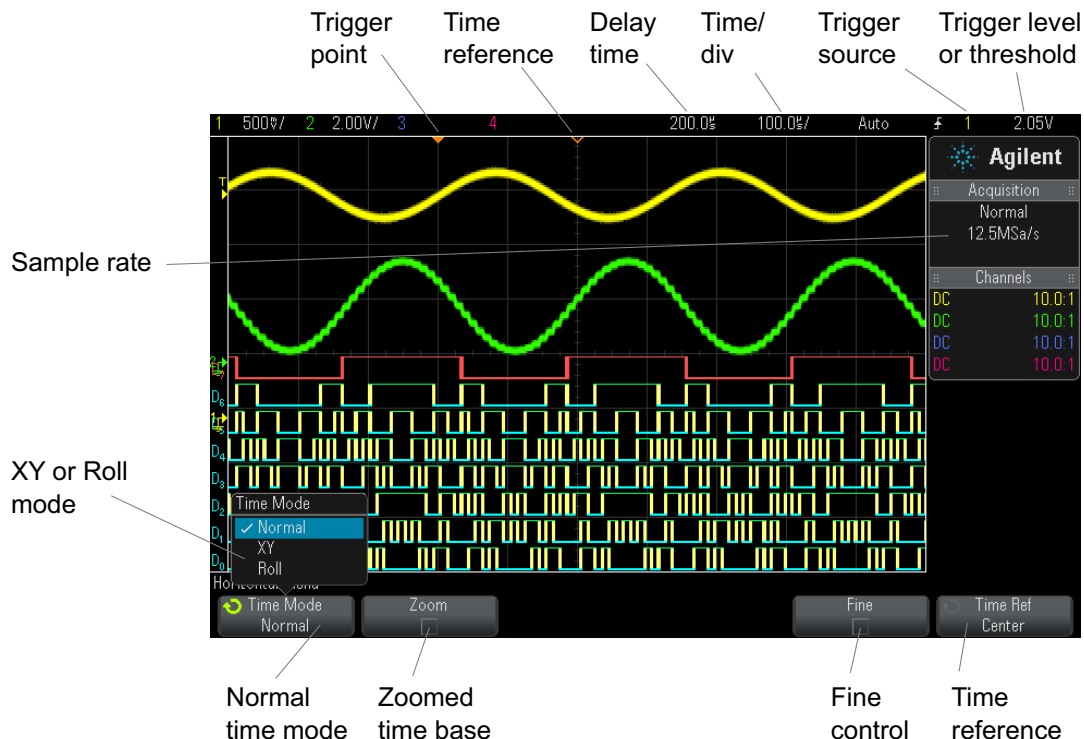 Trigger point
Time reference
Delay time
Time/ div
Trigger source
Trigger level or threshold
1 500%/ 2 2.00V/ 3 4 200.0us 100.0us/ Auto 1 2.05V
Agilent
Acquisition
Normal
12.5MSa/s
Channels
DC 10.0:1
DC 10.0:1
DC 10.0:1
DC 10.0:1
Sample rate
T
2
D6
1
D4
D3
D2
D1
D0
XY or Roll mode
Time Mode
Normal
XY
Roll
Time Mode
Normal
Zoom
Fine
Time Ref
Center
Normal time mode
Zoomed time base
Fine control
Time reference